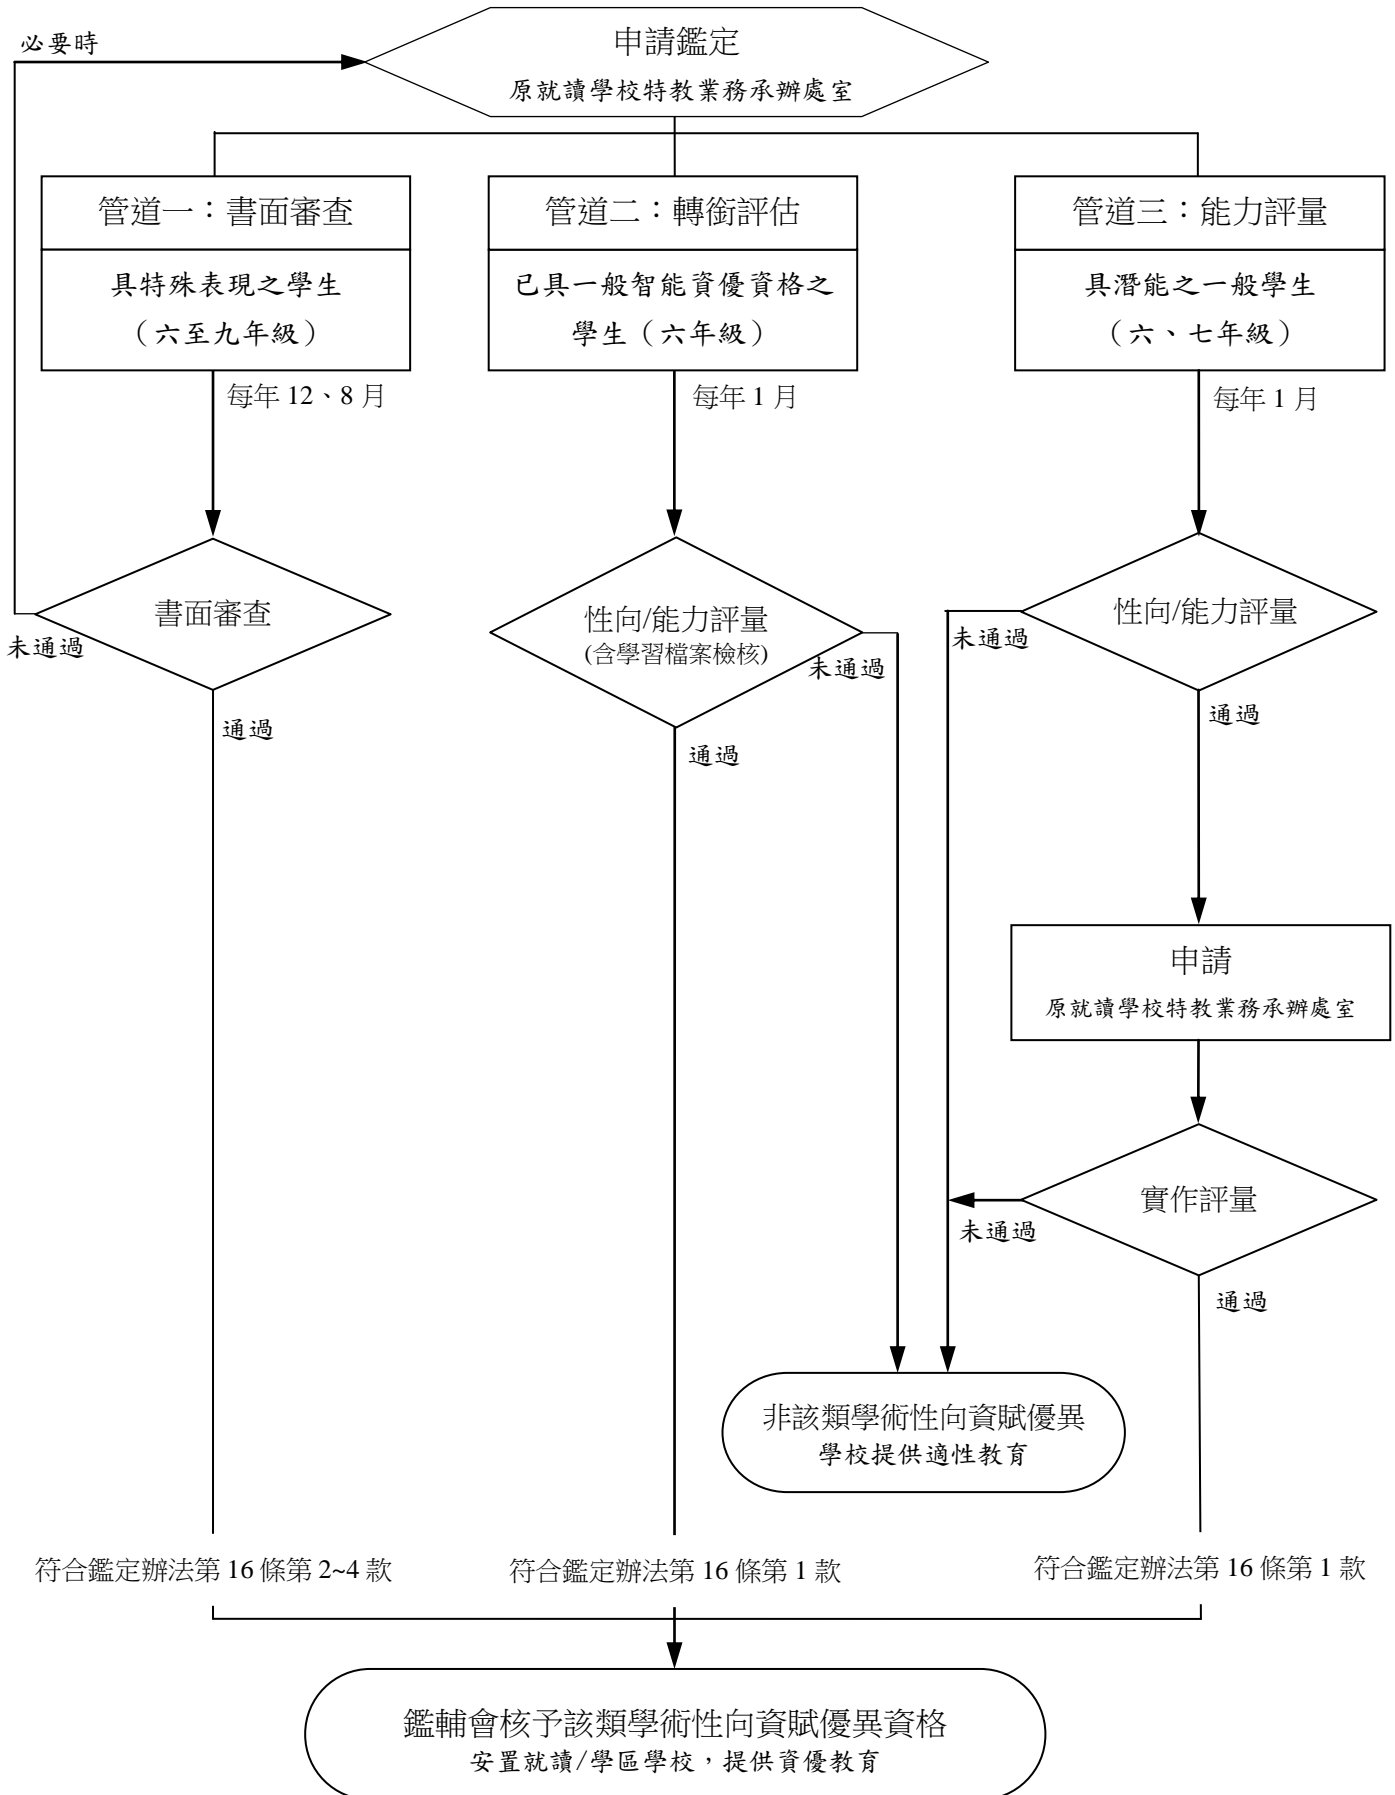 必要時
申請鑑定
原就讀學校特教業務承辦處室
管道一：書面審查
具特殊表現之學生
（六至九年級）
每年 12、8 月
管道二：轉銜評估
已具一般智能資優資格之
學生（六年級）
每年 1 月
管道三：能力評量
具潛能之一般學生
（六、七年級）
每年 1 月
書面審查
未通過
通過
性向/能力評量
(含學習檔案檢核)
未通過
通過
性向/能力評量
未通過
通過
申請
原就讀學校特教業務承辦處室
實作評量
未通過
通過
非該類學術性向資賦優異
學校提供適性教育
符合鑑定辦法第 16 條第 2~4 款
符合鑑定辦法第 16 條第 1 款
符合鑑定辦法第 16 條第 1 款
鑑輔會核予該類學術性向資賦優異資格
安置就讀/學區學校，提供資優教育